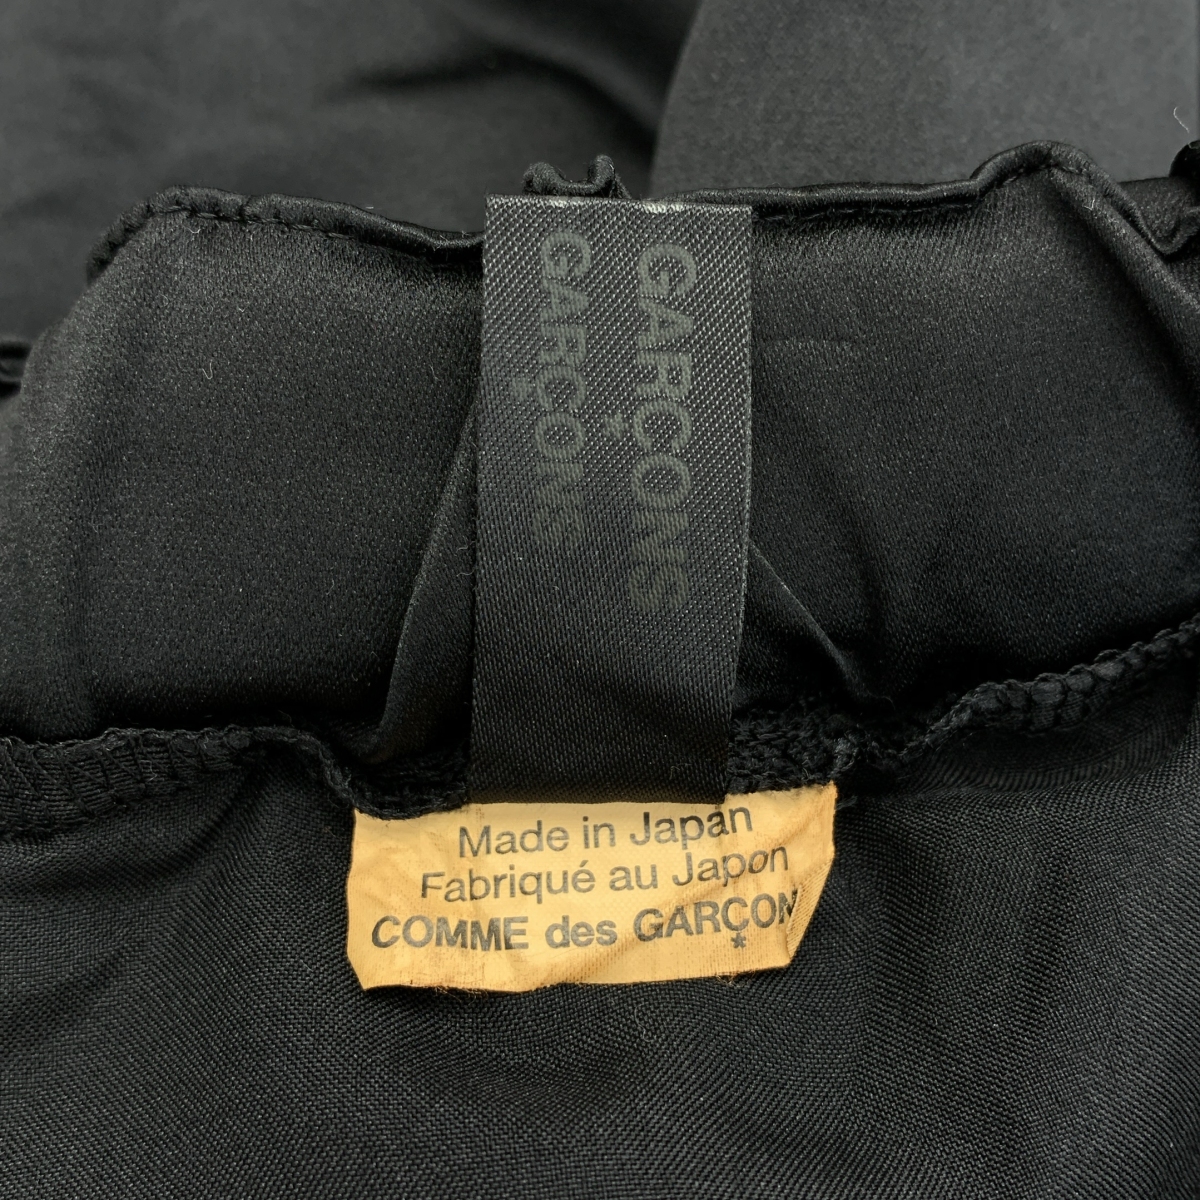 GARÇONS
GARÇONS
Made in Japan
Fabriqué au Japon
COMME des GARÇON